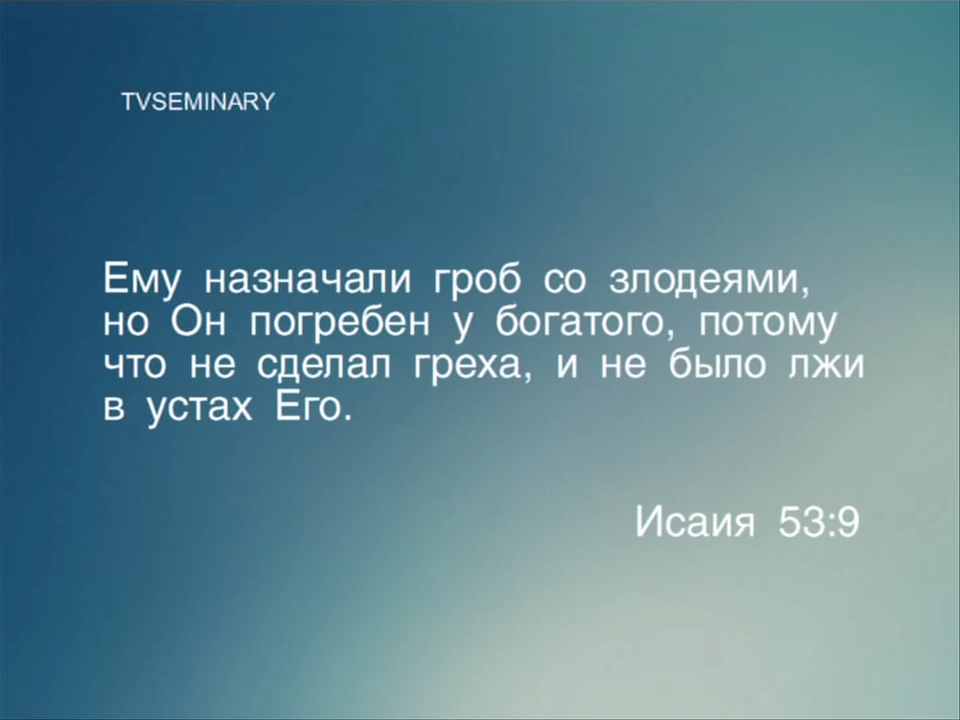 TVSEMINARY
Ему назначали гроб со злодеями,
но Он погребен у богатого, потому
что не сделал греха, и не было лжи
в устах Его.
Исаия 53:9